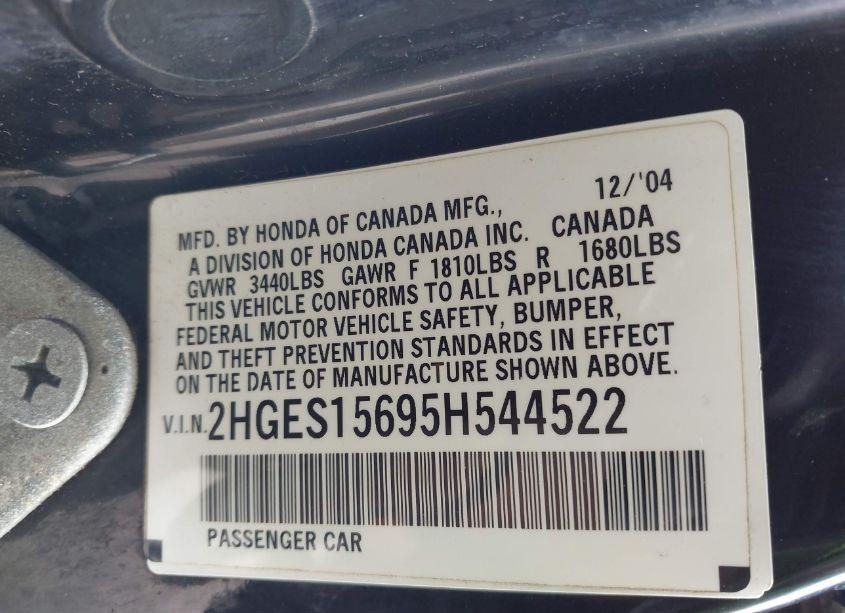 12/'04
MFD. BY HONDA OF CANADA MFG.,
A DIVISION OF HONDA CANADA INC. CANADA
GVWR 3440LBS GAWR F 1810LBS R 1680LBS
THIS VEHICLE CONFORMS TO ALL APPLICABLE
FEDERAL MOTOR VEHICLE SAFETY, BUMPER,
AND THEFT PREVENTION STANDARDS IN EFFECT
ON THE DATE OF MANUFACTURE SHOWN ABOVE.
V.I.N. 2HGES15695H544522
PASSENGER CAR